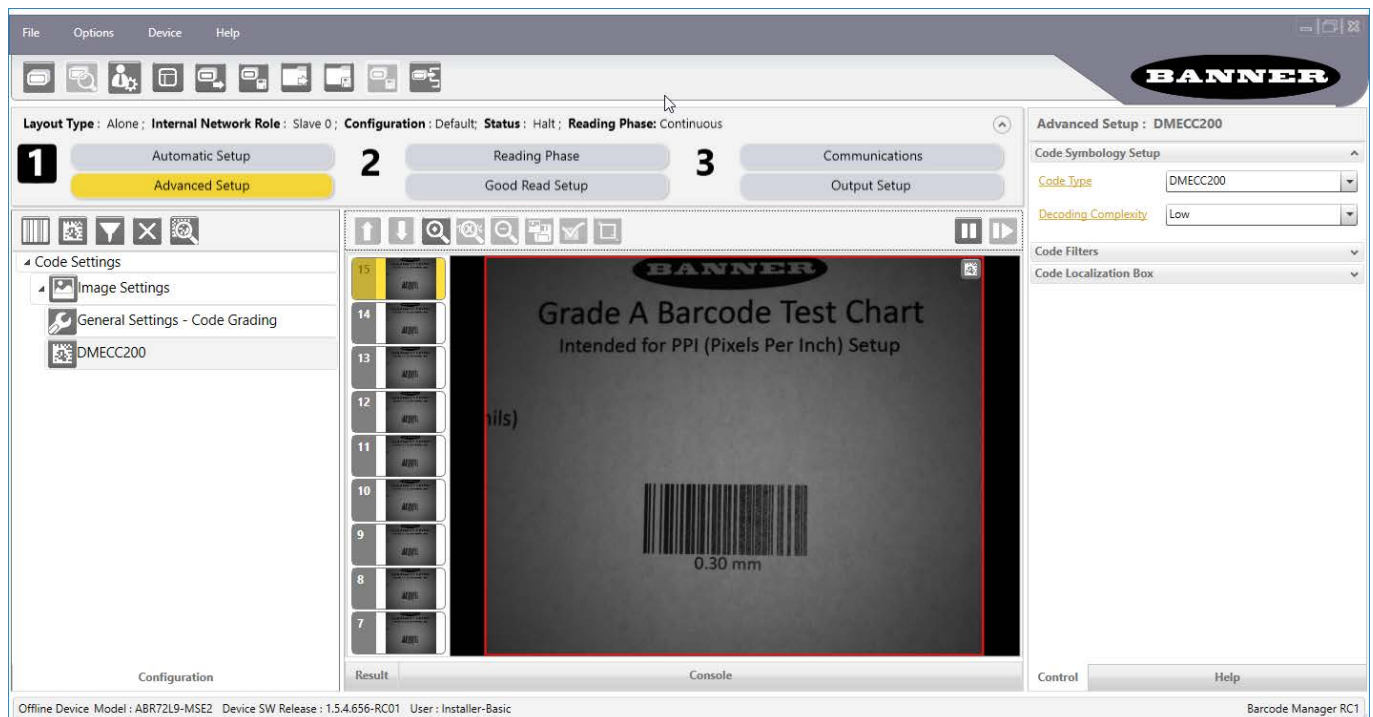 File Options Device Help
BANNER
Layout Type : Alone ; Internal Network Role : Slave 0 ; Configuration : Default; Status : Halt ; Reading Phase: Continuous
1 Automatic Setup 2 Reading Phase 3 Communications
Advanced Setup Good Read Setup Output Setup
Code Settings
Image Settings
General Settings - Code Grading
DMECC200
Configuration
15
14
13
12
11
10
9
8
7
BANNER
Grade A Barcode Test Chart
Intended for PPI (Pixels Per Inch) Setup
nils)
0.30 mm
Result Console
Advanced Setup : DMECC200
Code Symbology Setup
Code Type DMECC200
Decoding Complexity Low
Code Filters
Code Localization Box
Control Help
Offline Device Model : ABR72L9-MSE2 Device SW Release : 1.5.4.656-RC01 User : Installer-Basic Barcode Manager RC1